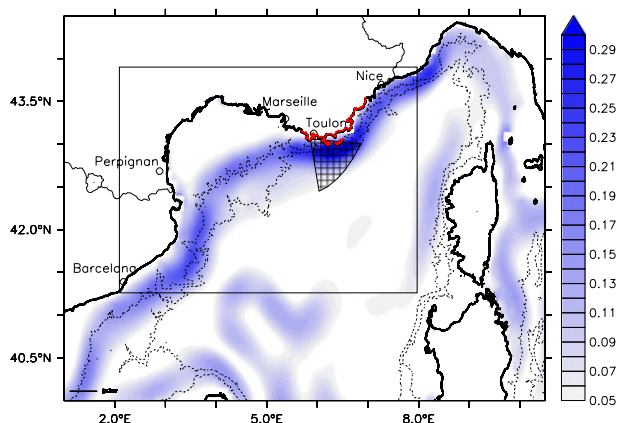 Nice
43.5°N
Marseille
Toulon
Perpignan
42.0°N
Barcelona
40.5°N
2.0°E
5.0°E
8.0°E
0.29
0.27
0.25
0.23
0.21
0.19
0.17
0.15
0.13
0.11
0.09
0.07
0.05